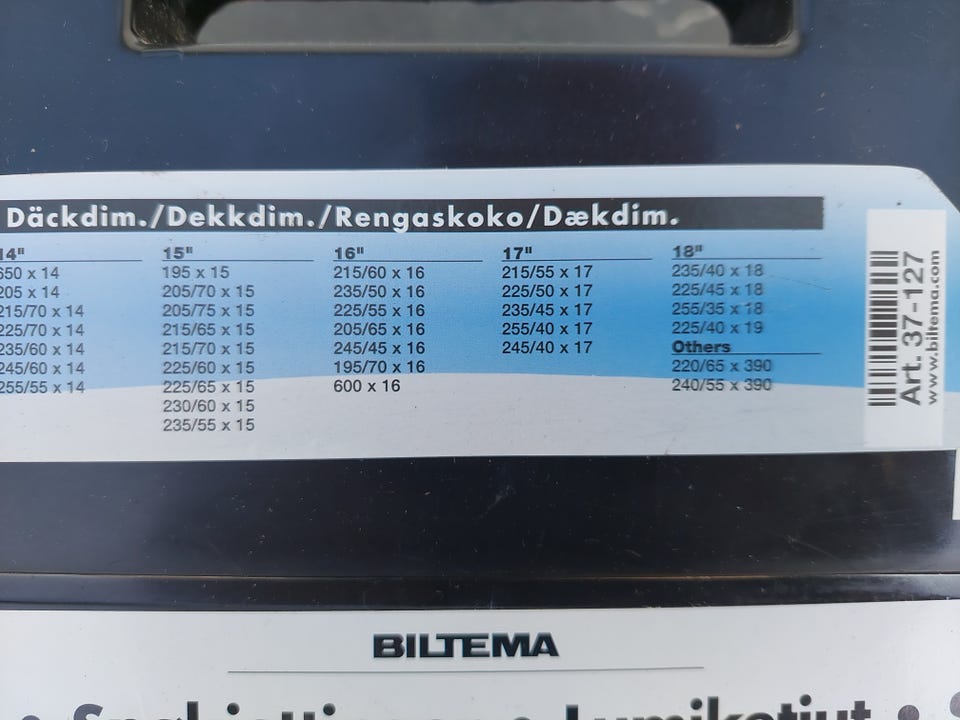 Däckdim./Dekkdim./Rengaskoko/Dækdim.
14"
650 x 14
205 x 14
215/70 x 14
225/70 x 14
235/60 x 14
245/60 x 14
255/55 x 14
15"
195 x 15
205/70 x 15
205/75 x 15
215/65 x 15
215/70 x 15
225/60 x 15
225/65 x 15
230/60 x 15
235/55 x 15
16"
215/60 x 16
235/50 x 16
225/55 x 16
205/65 x 16
245/45 x 16
195/70 x 16
600 x 16
17"
215/55 x 17
225/50 x 17
235/45 x 17
255/40 x 17
245/40 x 17
18"
235/40 x 18
225/45 x 18
255/35 x 18
225/40 x 19
Others
220/65 x 390
240/55 x 390
Art. 37-127
www.biltema.com
BILTEMA